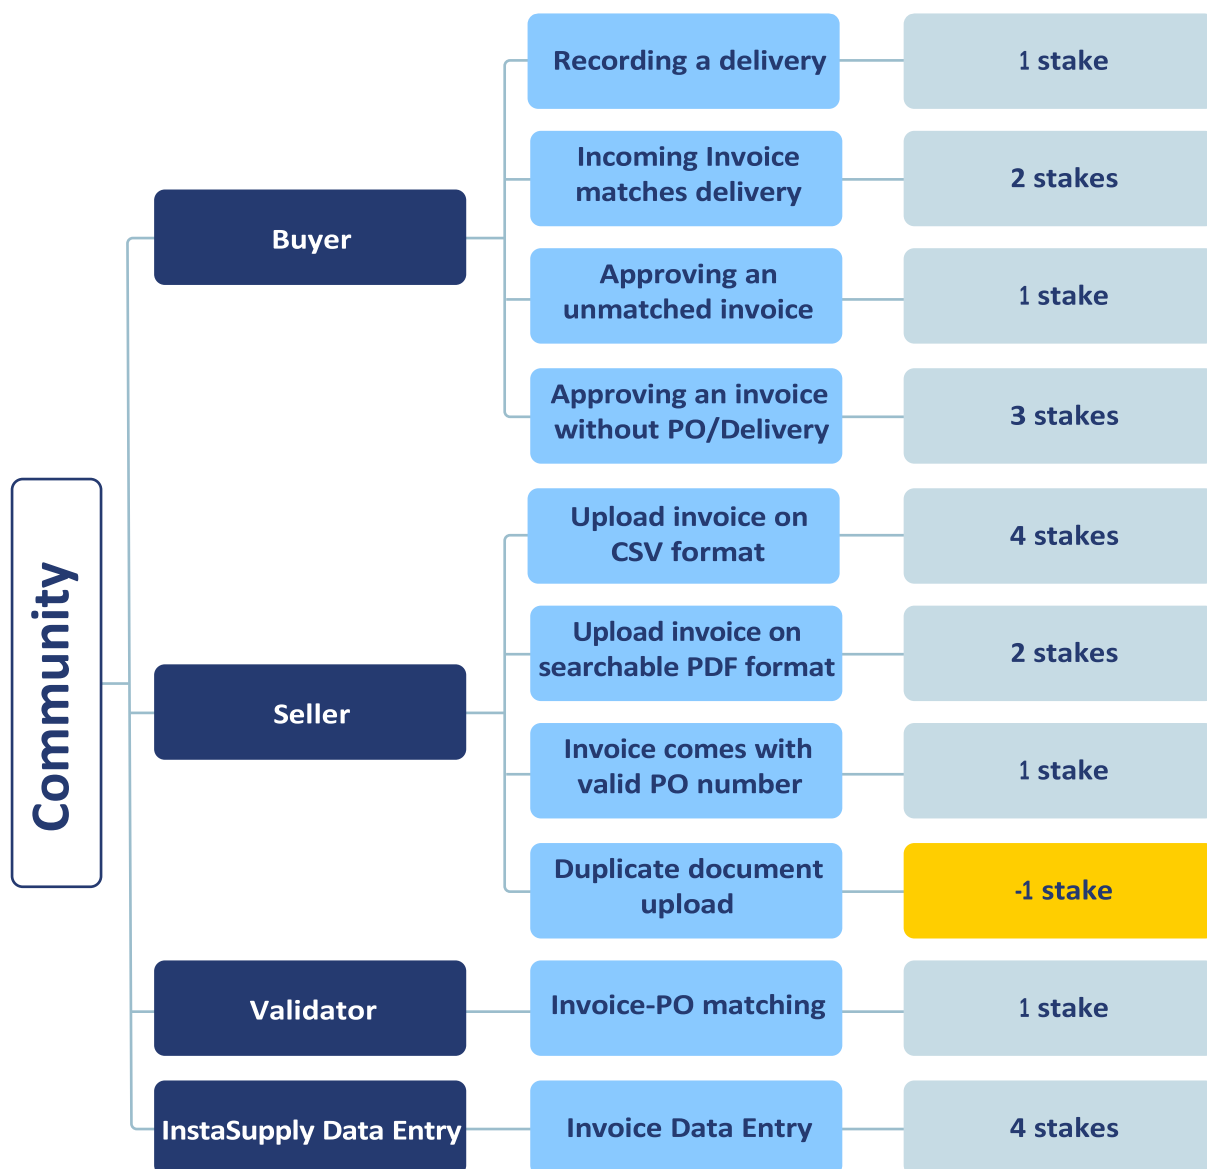 Community
Buyer
Recording a delivery
1 stake
Incoming Invoice
matches delivery
2 stakes
Approving an
unmatched invoice
1 stake
Approving an invoice
without PO/Delivery
3 stakes
Seller
Upload invoice on
CSV format
4 stakes
Upload invoice on
searchable PDF format
2 stakes
Invoice comes with
valid PO number
1 stake
Duplicate document
upload
-1 stake
Validator
Invoice-PO matching
1 stake
InstaSupply Data Entry
Invoice Data Entry
4 stakes